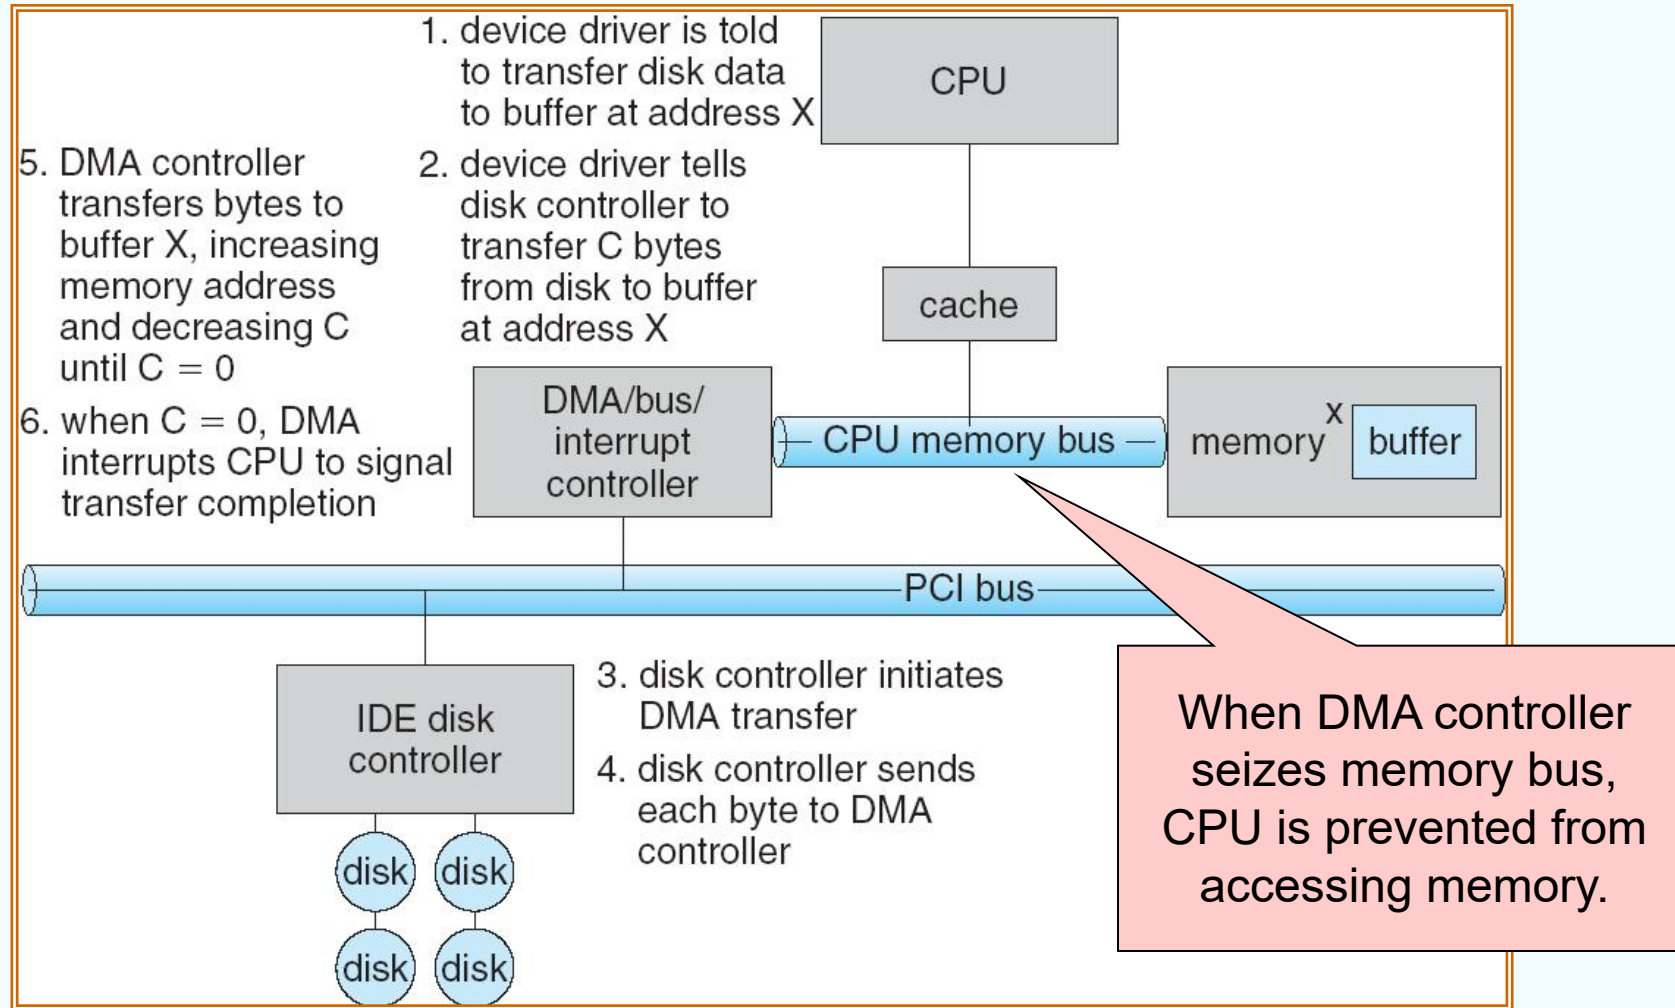 1. device driver is told
to transfer disk data
to buffer at address X
CPU
5. DMA controller
transfers bytes to
buffer X, increasing
memory address
and decreasing C
until C = 0
2. device driver tells
disk controller to
transfer C bytes
from disk to buffer
at address X
cache
6. when C = 0, DMA
interrupts CPU to signal
transfer completion
DMA/bus/
interrupt
controller
CPU memory bus
memory
X
buffer
PCI bus
IDE disk
controller
3. disk controller initiates
DMA transfer
4. disk controller sends
each byte to DMA
controller
When DMA controller
seizes memory bus,
CPU is prevented from
accessing memory.
disk
disk
disk
disk